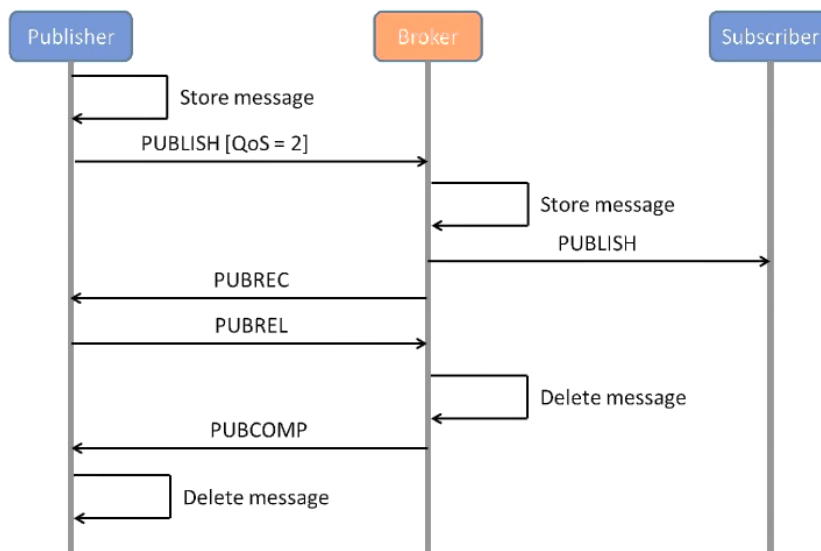 Publisher
Broker
Subscriber
Store message
PUBLISH [QoS = 2]
Store message
PUBLISH
PUBREC
PUBREL
Delete message
PUBCOMP
Delete message